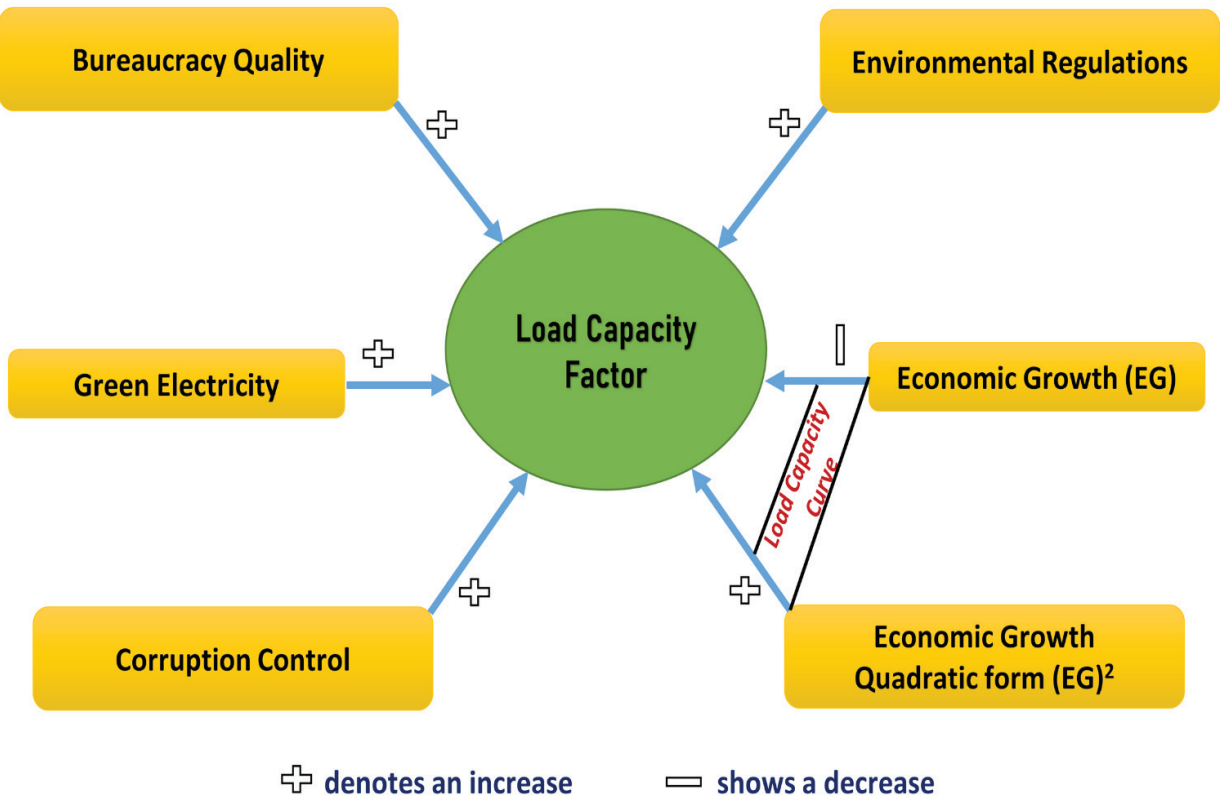 Bureaucracy Quality
Environmental Regulations
Load Capacity
Factor
Green Electricity
Economic Growth (EG)
Load Capacity
Curve
Corruption Control
Economic Growth
Quadratic form (EG)²
denotes an increase
shows a decrease